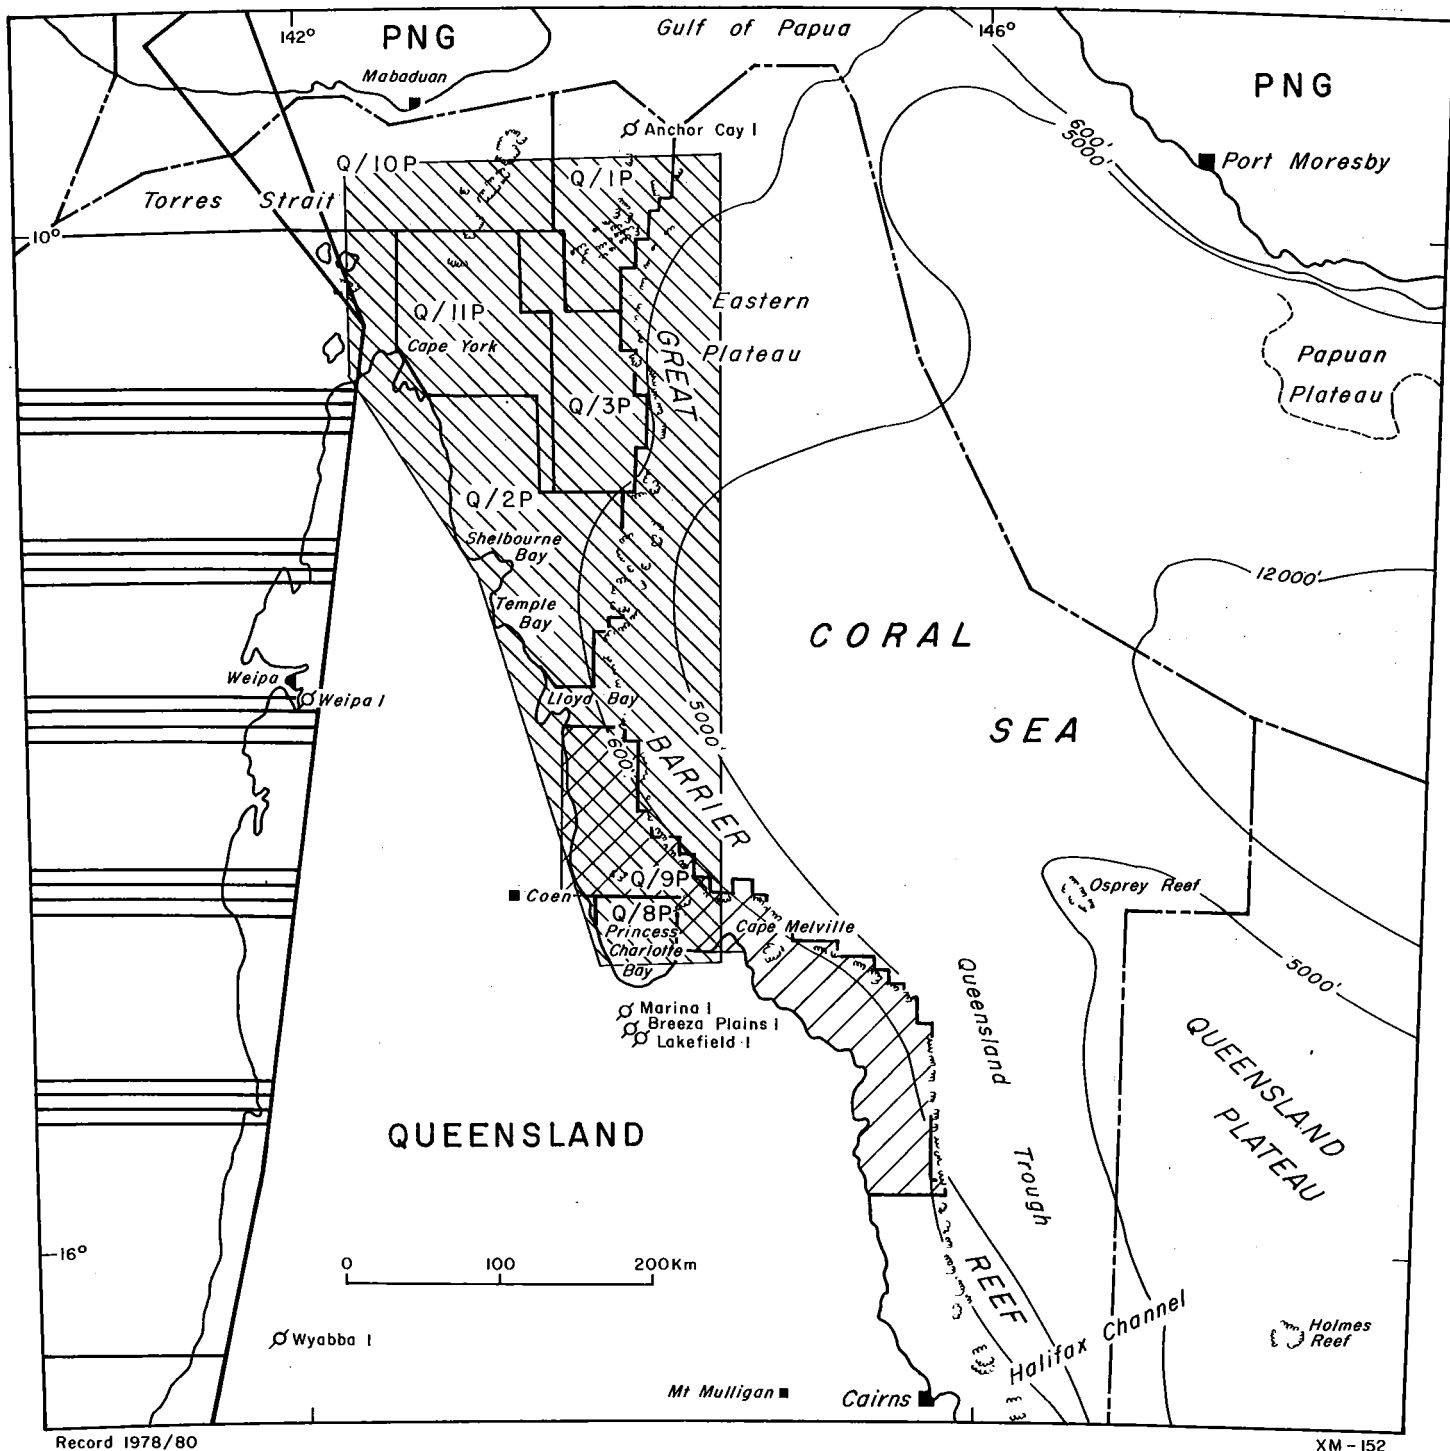 142°
PNG
Gulf of Papua
146°
Mabaduan
PNG
Anchor Cay 1
600'
5000'
Port Moresby
Q/10P
Q/1P
Torres Strait
10°
Eastern
Plateau
Q/11P
Cape York
GREAT
Papuan
Plateau
Q/3P
Q/2P
Shelbourne
Bay
12000'
Temple
Bay
CORAL
SEA
Weipa
Weipa 1
Lloyd Bay
5000'
600'
BARRIER
Coen
Q/9P
Q/8P
Princess
Charlotte
Bay
Cape Melville
Osprey Reef
5000'
Marina 1
Breeza Plains 1
Lakefield 1
Queensland
Trough
QUEENSLAND
PLATEAU
QUEENSLAND
16°
0 100 200Km
REEF
Halifax Channel
Holmes
Reef
Wyabba 1
Mt Mulligan
Cairns
Record 1978/80
XM-152